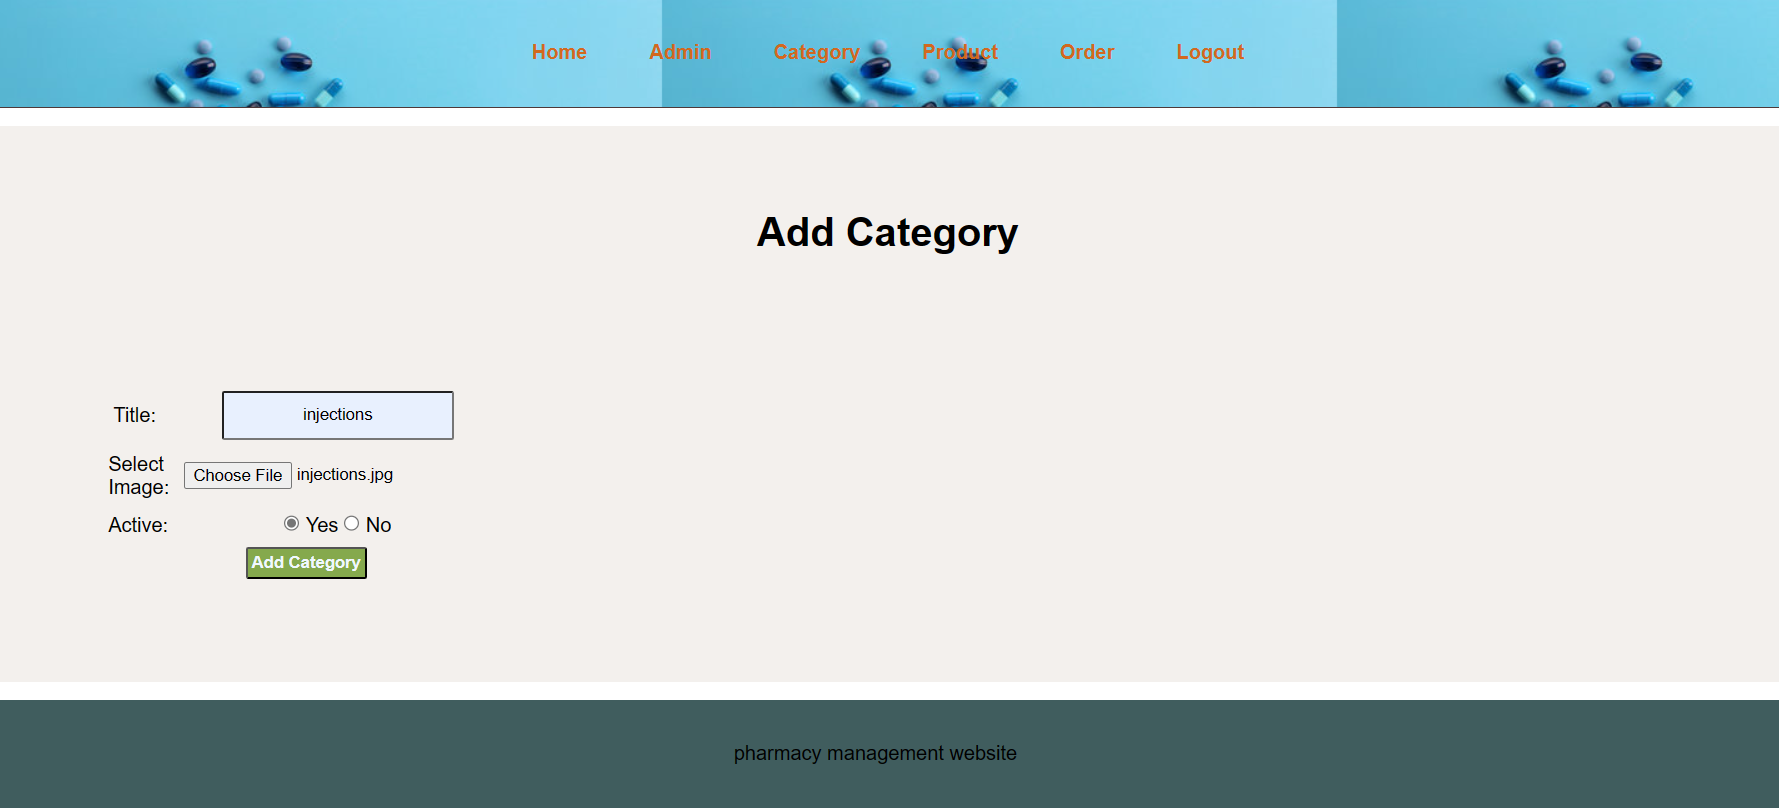 Home Admin Category Product Order Logout
Add Category
Title: injections
Select
Image: Choose File injections.jpg
Active: Yes No
Add Category
pharmacy management website